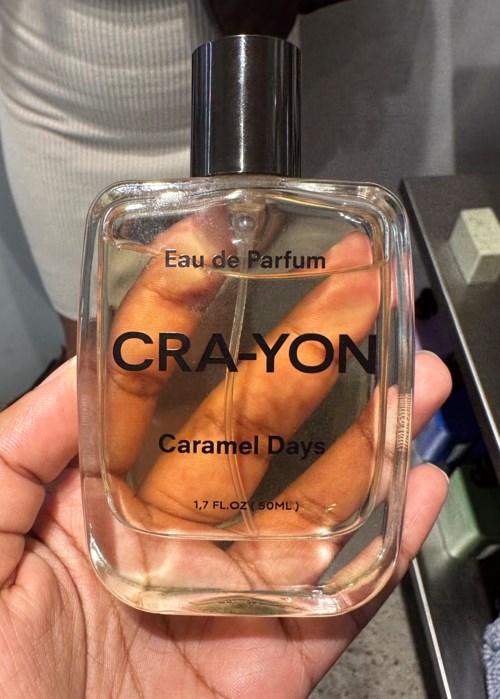 Eau de Parfum
CRA-YON
Caramel Days
1,7 FL.OZ ( 50ML )